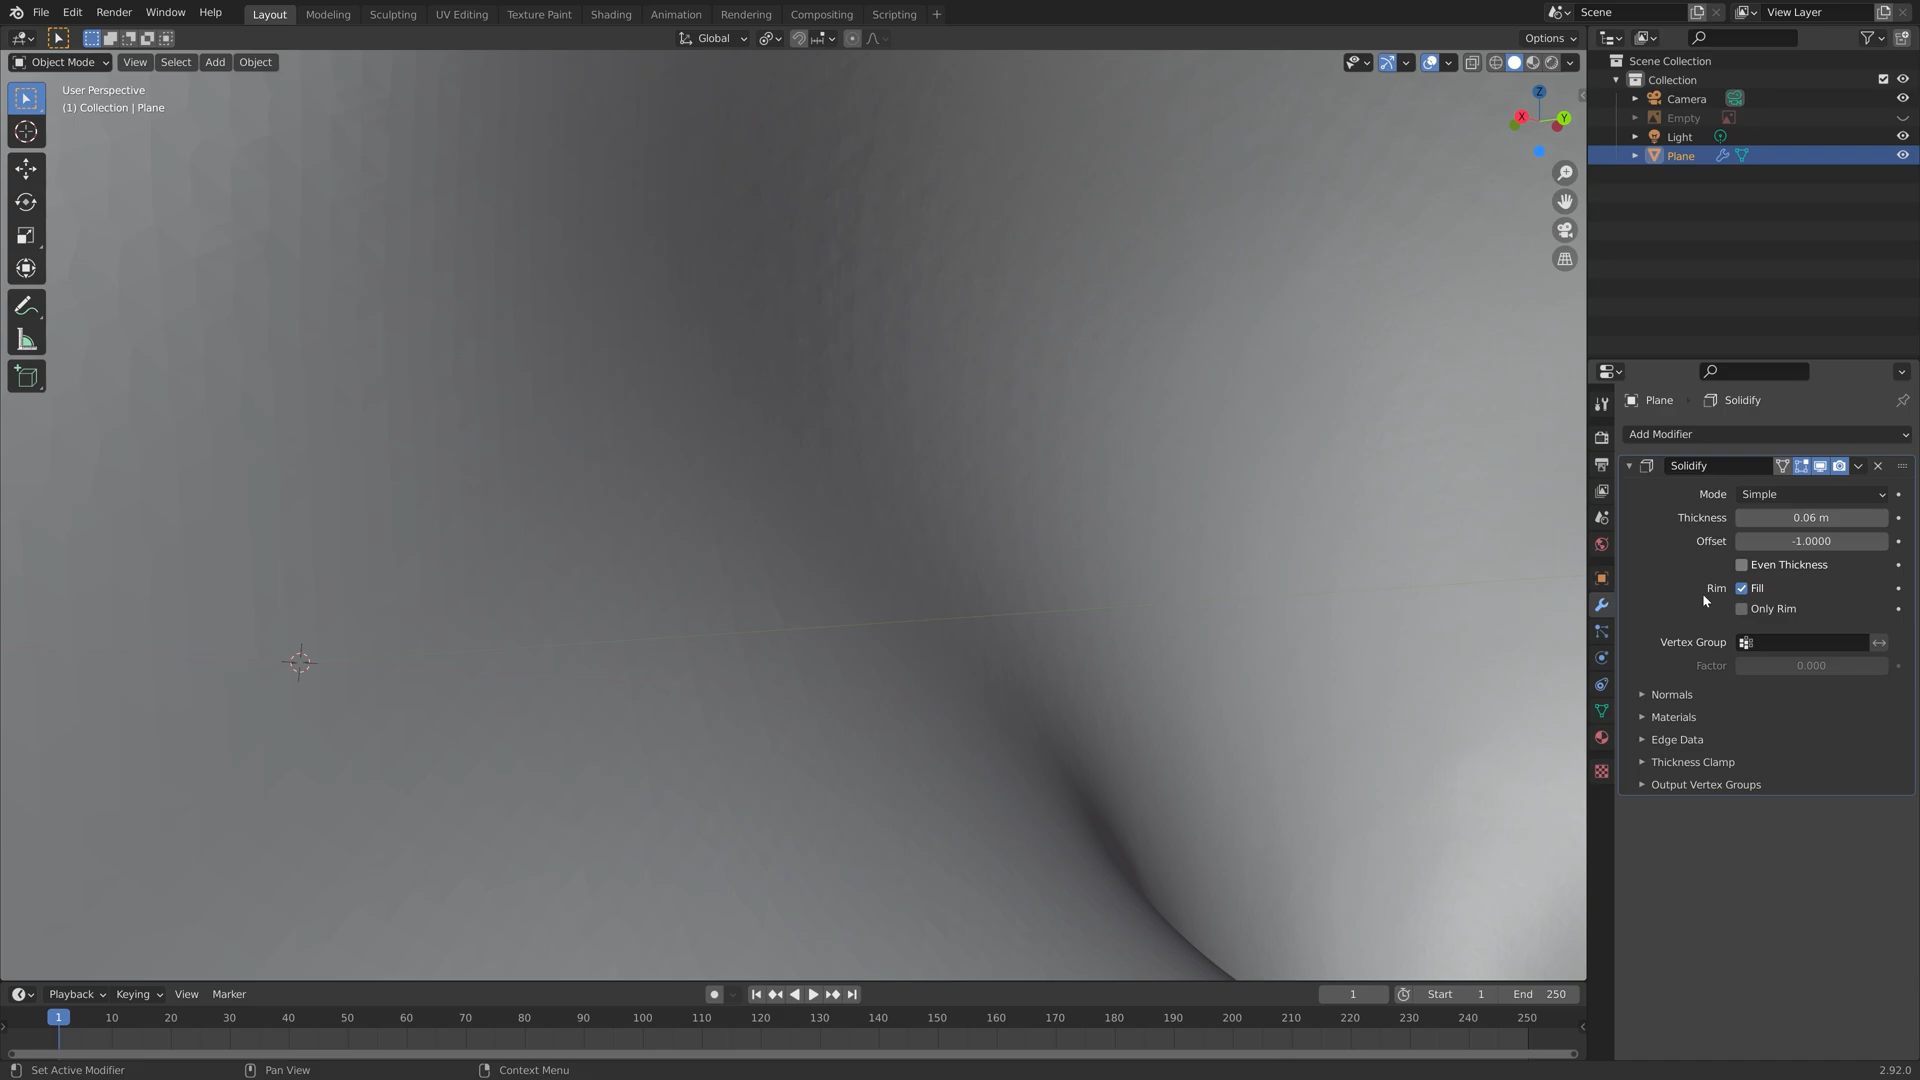 File Edit Render Window Help Layout Modeling Sculpting UV Editing Texture Paint Shading Animation Rendering Compositing Scripting + Scene View Layer
Global Options
Object Mode View Select Add Object
User Perspective
(1) Collection | Plane
Z
X Y
Scene Collection
Collection
Camera
Empty
Light
Plane
Plane Solidify
Add Modifier
Solidify
Mode Simple
Thickness 0.06 m
Offset -1.0000
Even Thickness
Rim Fill
Only Rim
Vertex Group
Factor 0.000
Normals
Materials
Edge Data
Thickness Clamp
Output Vertex Groups
Playback Keying View Marker 1 Start 1 End 250
1 10 20 30 40 50 60 70 80 90 100 110 120 130 140 150 160 170 180 190 200 210 220 230 240 250
Set Active Modifier Pan View Context Menu 2.92.0